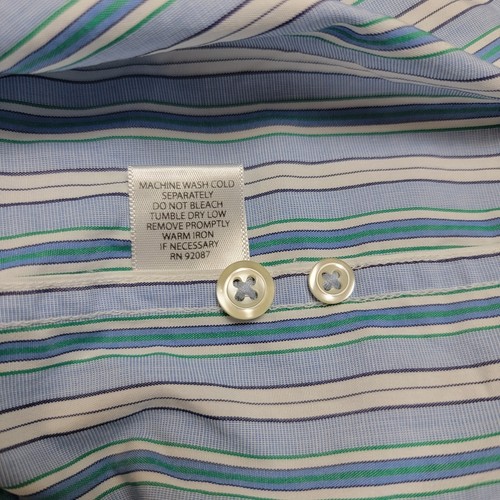 MACHINE WASH COLD
SEPARATELY
DO NOT BLEACH
TUMBLE DRY LOW
REMOVE PROMPTLY
WARM IRON
IF NECESSARY
RN 92087